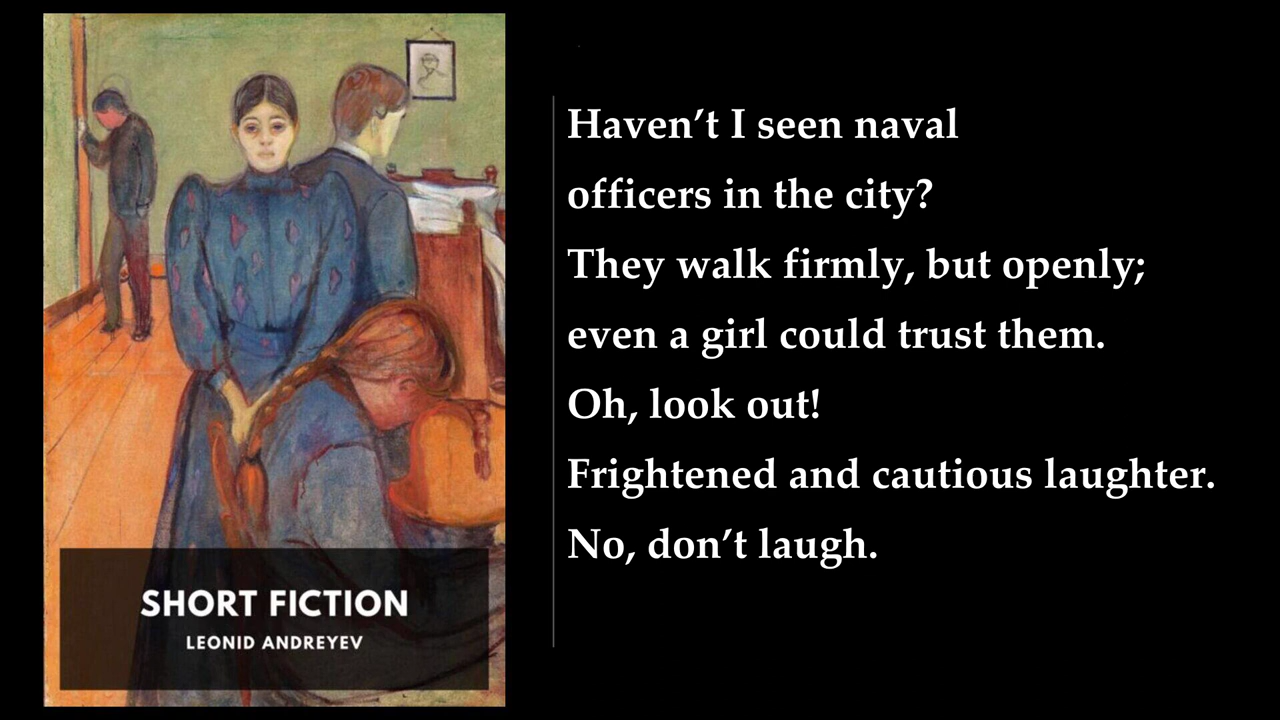 SHORT FICTION
LEONID ANDREYEV
Haven’t I seen naval
officers in the city?
They walk firmly, but openly;
even a girl could trust them.
Oh, look out!
Frightened and cautious laughter.
No, don’t laugh.